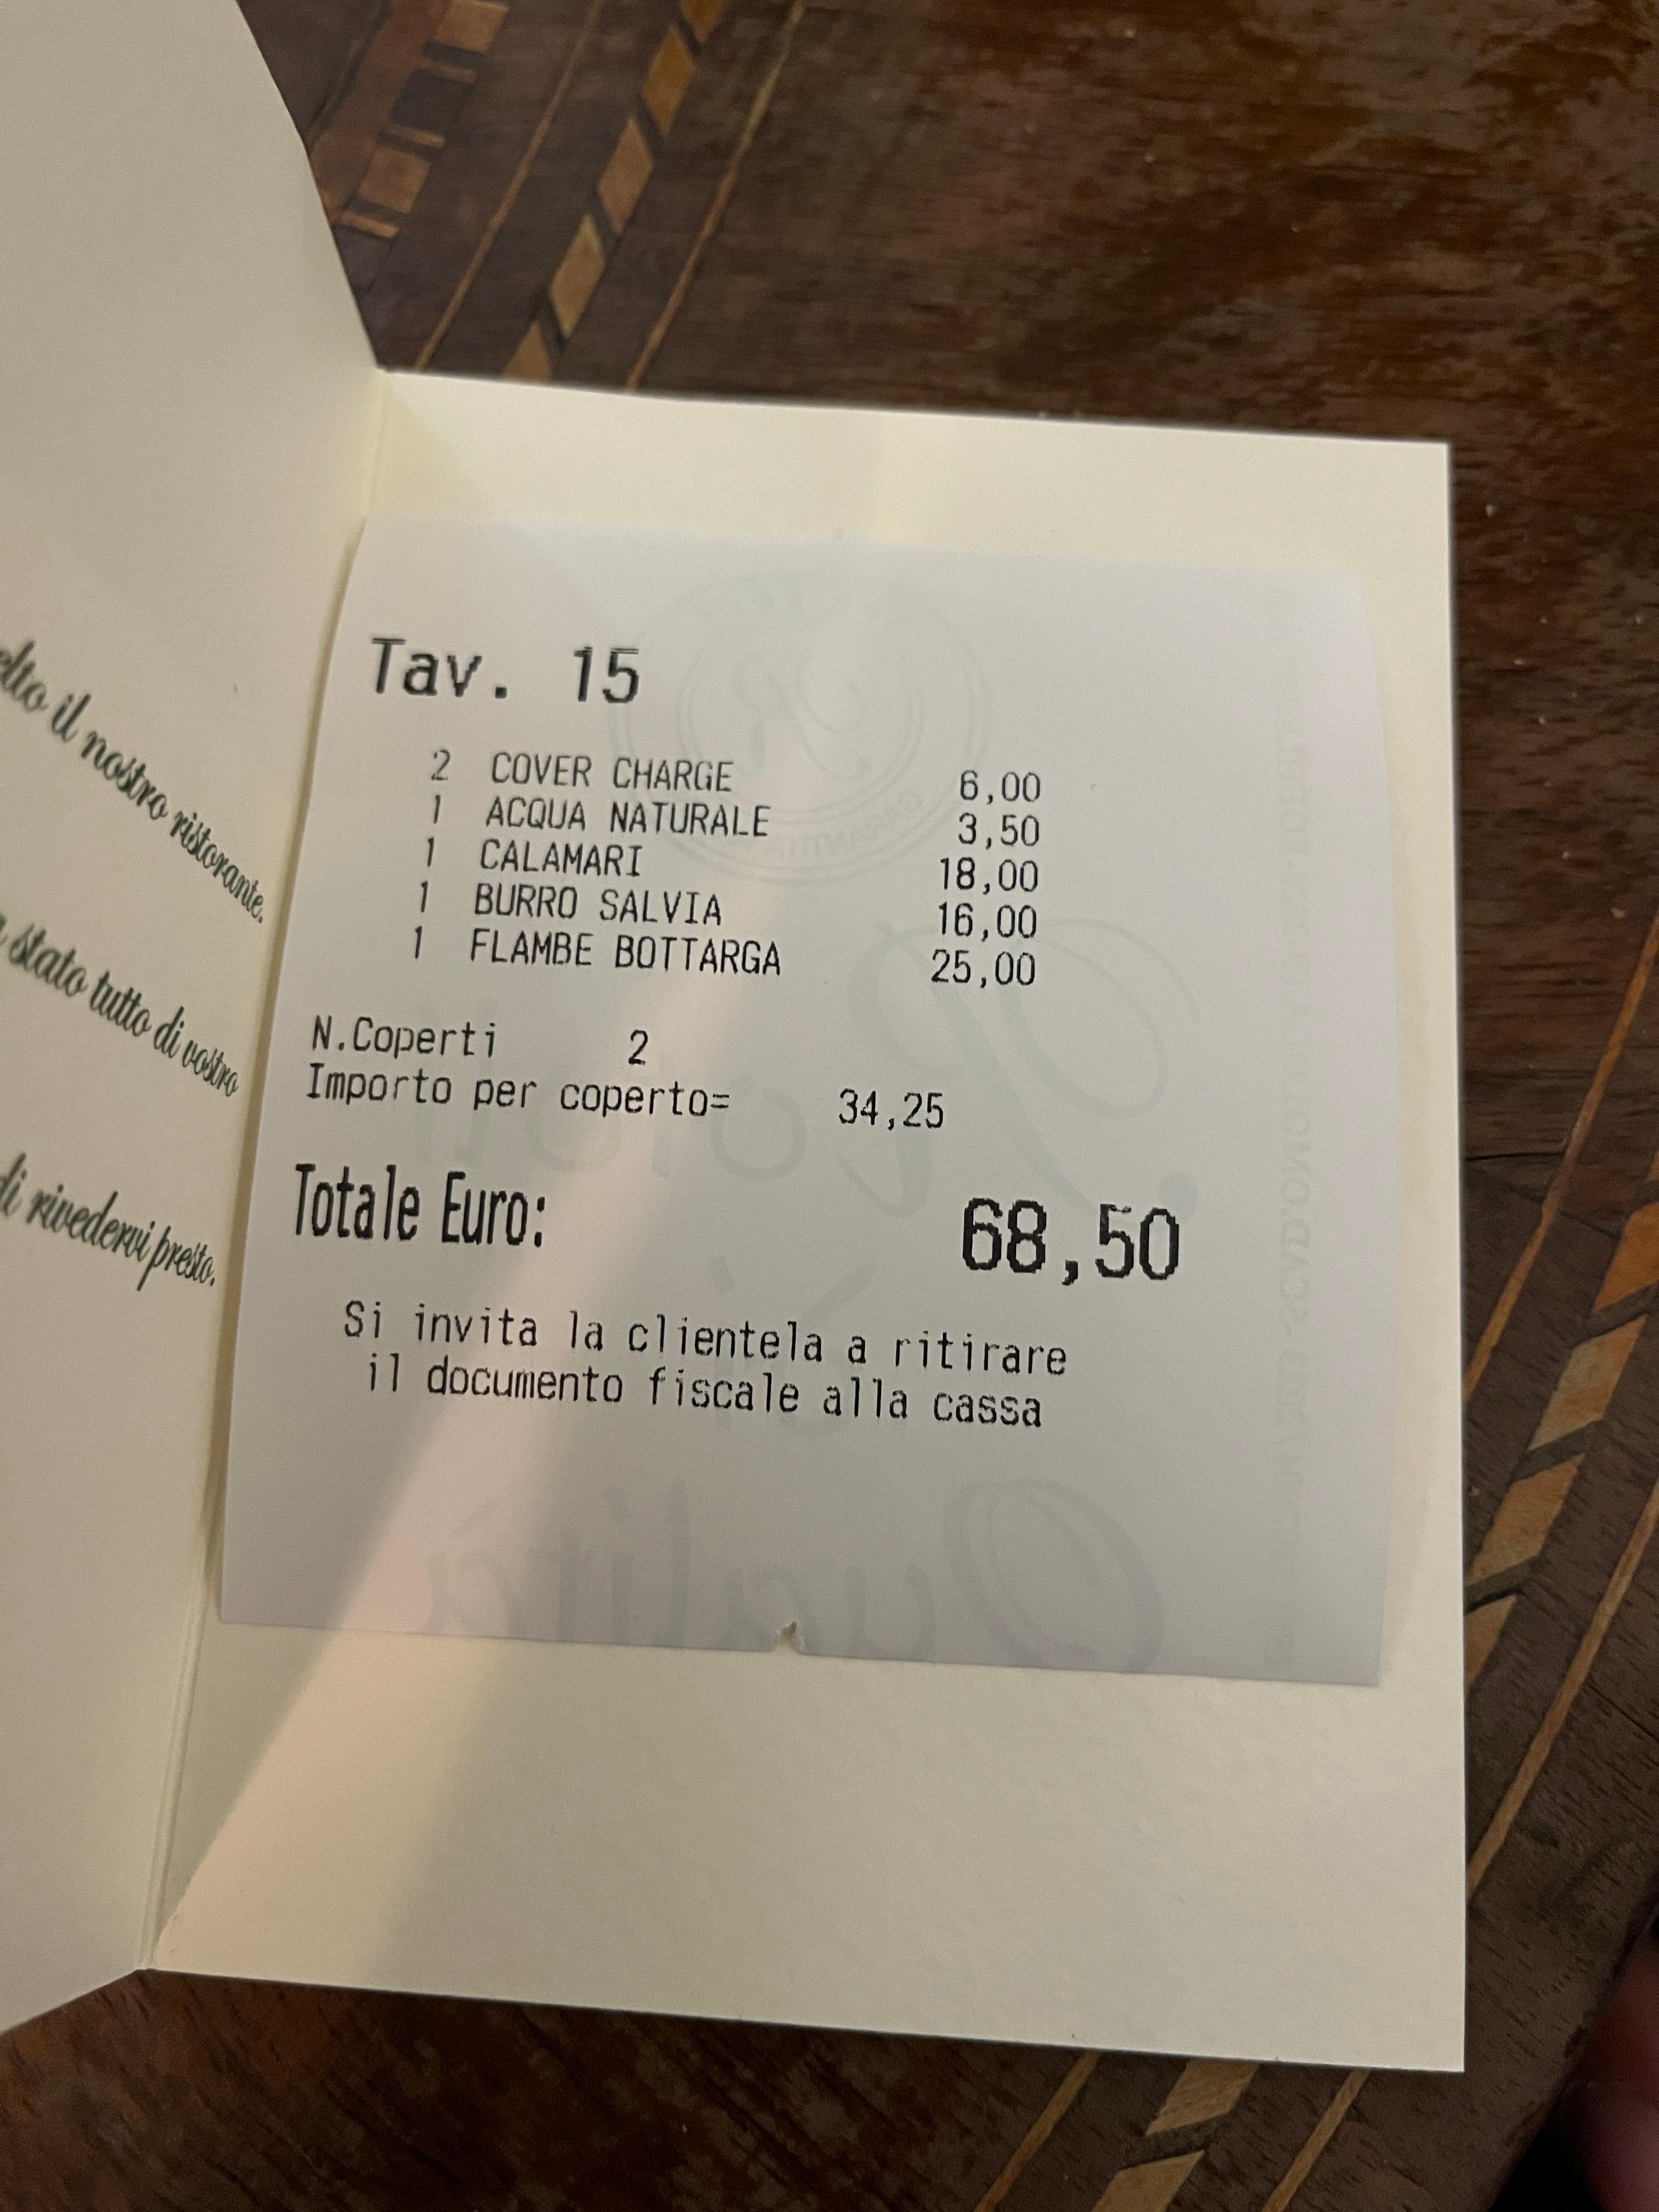 elto il nostro ristorante.
stato tutto di vostro
di rivedervi presto.
Tav. 15
2 COVER CHARGE 6,00
1 ACQUA NATURALE 3,50
1 CALAMARI 18,00
1 BURRO SALVIA 16,00
1 FLAMBE BOTTARGA 25,00
N.Coperti 2
Importo per coperto= 34,25
Totale Euro: 68,50
Si invita la clientela a ritirare
il documento fiscale alla cassa
Qualità